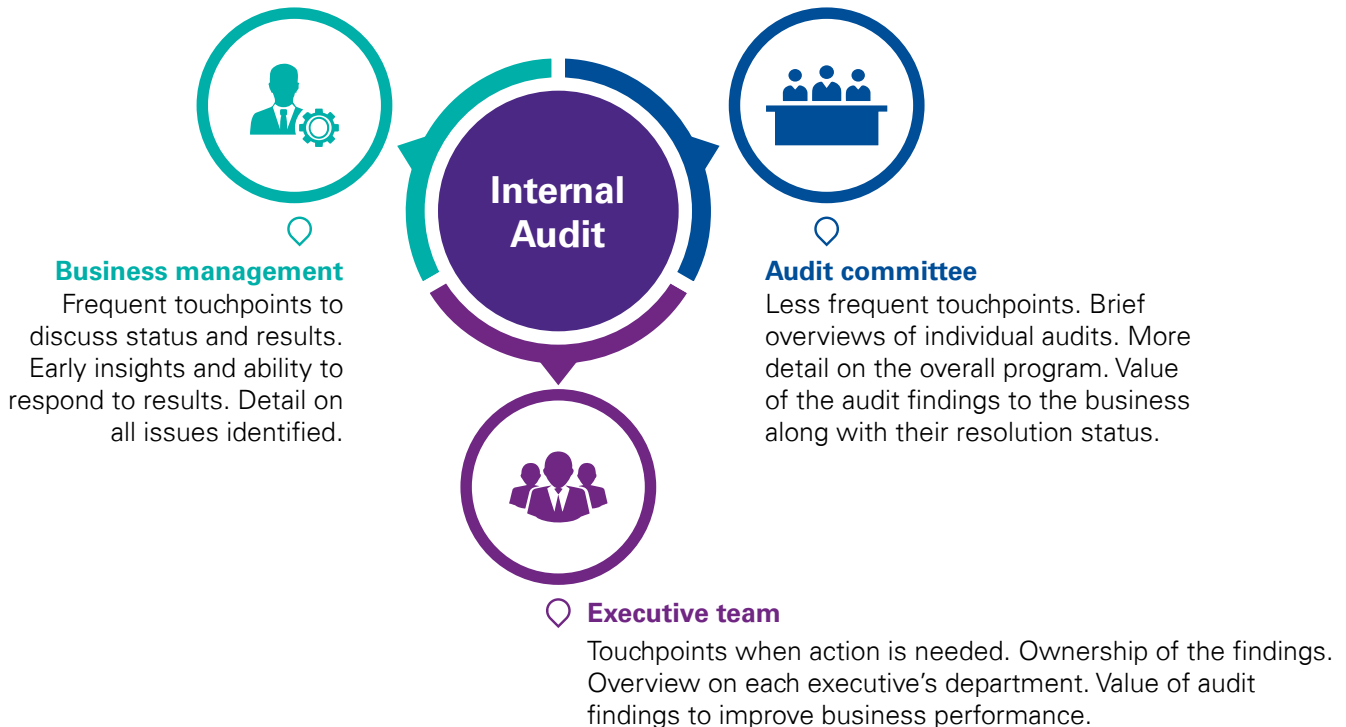 Internal
Audit
Business management
Frequent touchpoints to
discuss status and results.
Early insights and ability to
respond to results. Detail on
all issues identified.
Audit committee
Less frequent touchpoints. Brief
overviews of individual audits. More
detail on the overall program. Value
of the audit findings to the business
along with their resolution status.
Executive team
Touchpoints when action is needed. Ownership of the findings.
Overview on each executive’s department. Value of audit
findings to improve business performance.